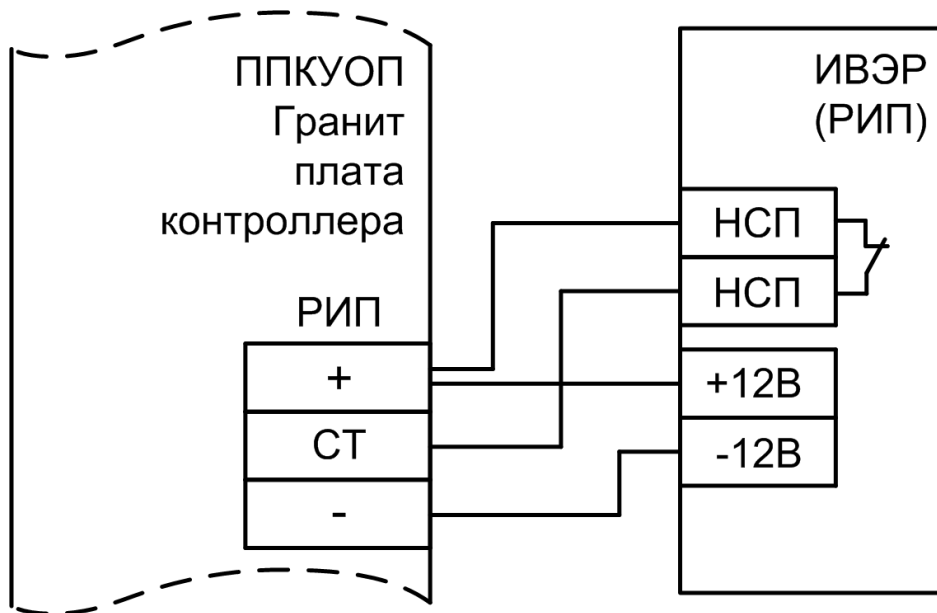 ППКУОП
Гранит
плата
контроллера
РИП
+
СТ
-
ИВЭР
(РИП)
НСП
НСП
+12В
-12В